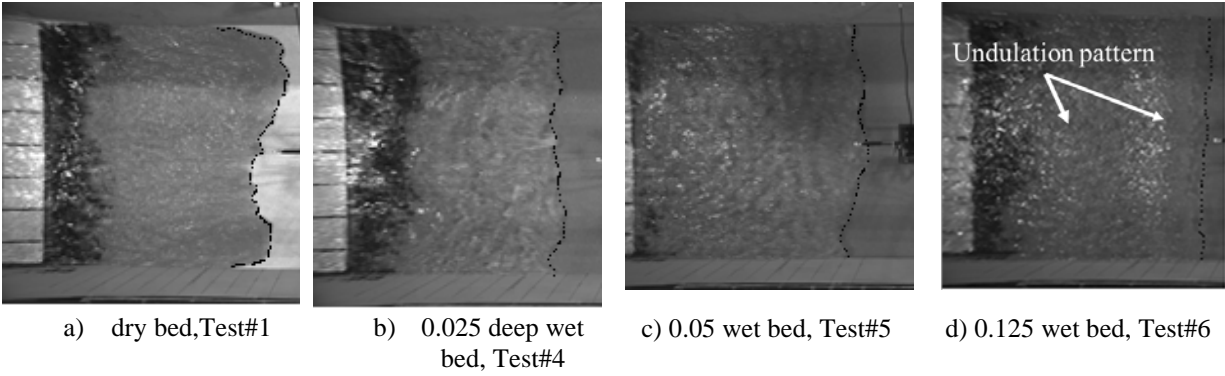 Undulation pattern
a) dry bed,Test#1
b) 0.025 deep wet bed, Test#4
c) 0.05 wet bed, Test#5
d) 0.125 wet bed, Test#6